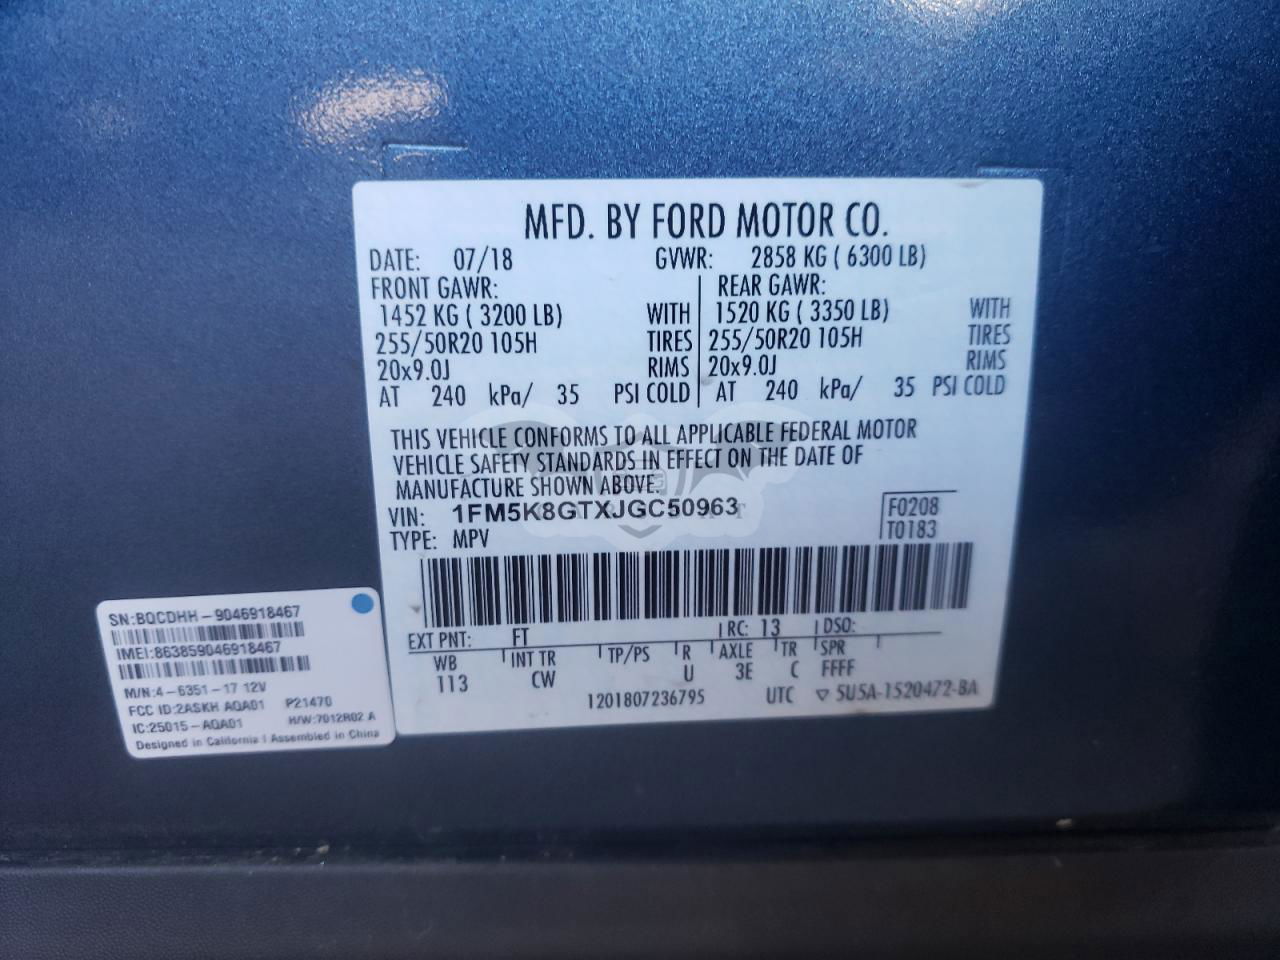 MFD. BY FORD MOTOR CO.
DATE: 07/18 GVWR: 2858 KG ( 6300 LB)
FRONT GAWR: REAR GAWR:
1452 KG ( 3200 LB) WITH 1520 KG ( 3350 LB) WITH
255/50R20 105H TIRES 255/50R20 105H TIRES
20x9.0J RIMS 20x9.0J RIMS
AT 240 kPa/ 35 PSI COLD AT 240 kPa/ 35 PSI COLD
THIS VEHICLE CONFORMS TO ALL APPLICABLE FEDERAL MOTOR
VEHICLE SAFETY STANDARDS IN EFFECT ON THE DATE OF
MANUFACTURE SHOWN ABOVE.
VIN: 1FM5K8GTXJGC50963 F0208
TYPE: MPV T0183
EXT PNT: FT RC: 13 DSO:
WB INT TR TP/PS R AXLE TR SPR
113 CW U 3E C FFFF
1201807236795 UTC ▽ 5U5A-1520472-BA
SN:BQCDHH-9046918467
IMEI:863859046918467
M/N:4-6351-17 12V
FCC ID:2ASKH AQA01 P21470
IC:25015-AQA01 H/W:7012R02 A
Designed in California | Assembled in China